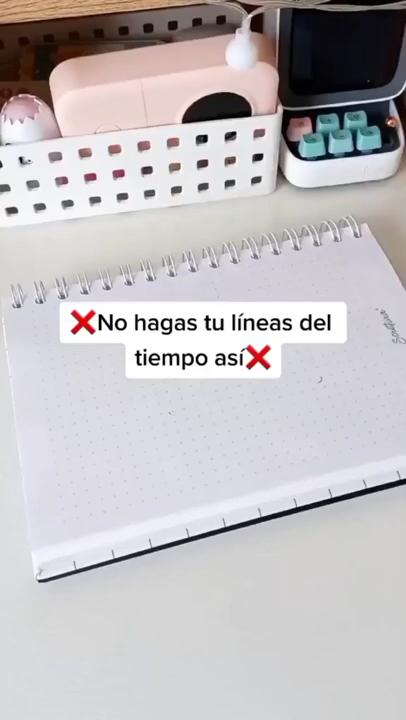 ❌No hagas tu líneas del
tiempo así❌